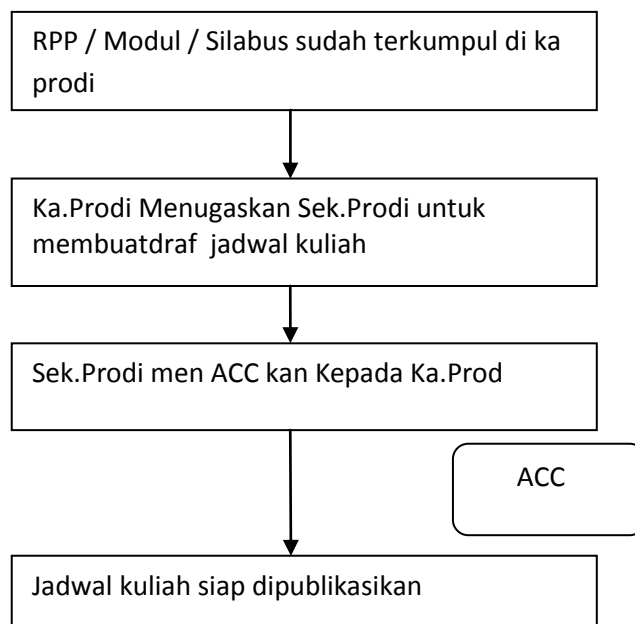 RPP / Modul / Silabus sudah terkumpul di ka
prodi
Ka.Prodi Menugaskan Sek.Prodi untuk
membuatdraf  jadwal kuliah
Sek.Prodi men ACC kan Kepada Ka.Prod
ACC
Jadwal kuliah siap dipublikasikan